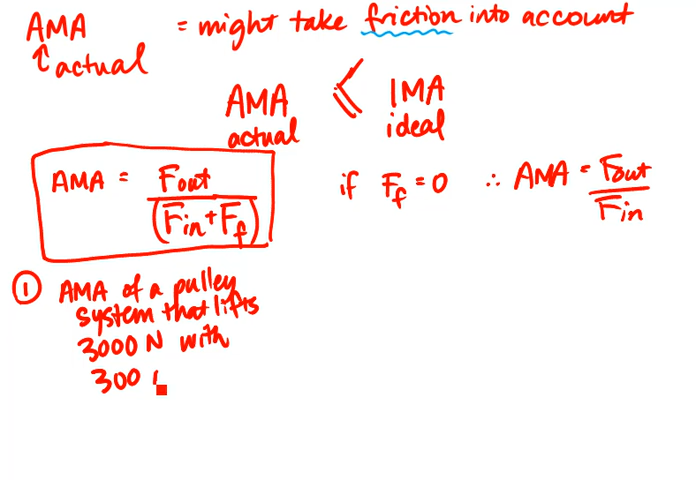 AMA = might take friction into account
↑ actual
AMA ≤ IMA
actual ideal
AMA = Fout / (Fin + Ff) if Ff = 0 ∴ AMA = Fout / Fin
① AMA of a pulley
system that lifts
3000 N with
300